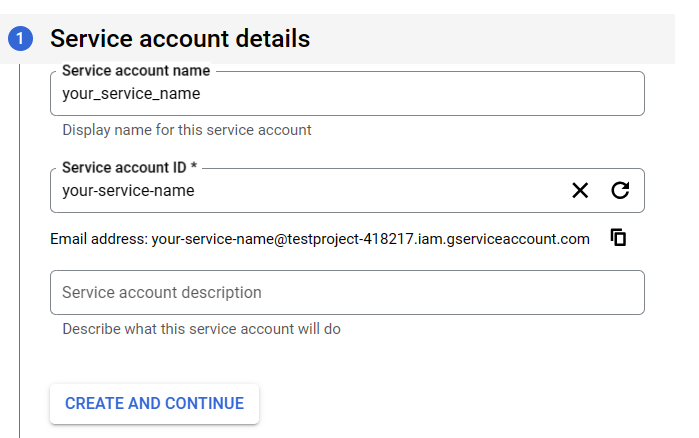 1 Service account details
Service account name
your_service_name
Display name for this service account
Service account ID *
your-service-name
Email address: your-service-name@testproject-418217.iam.gserviceaccount.com
Service account description
Describe what this service account will do
CREATE AND CONTINUE